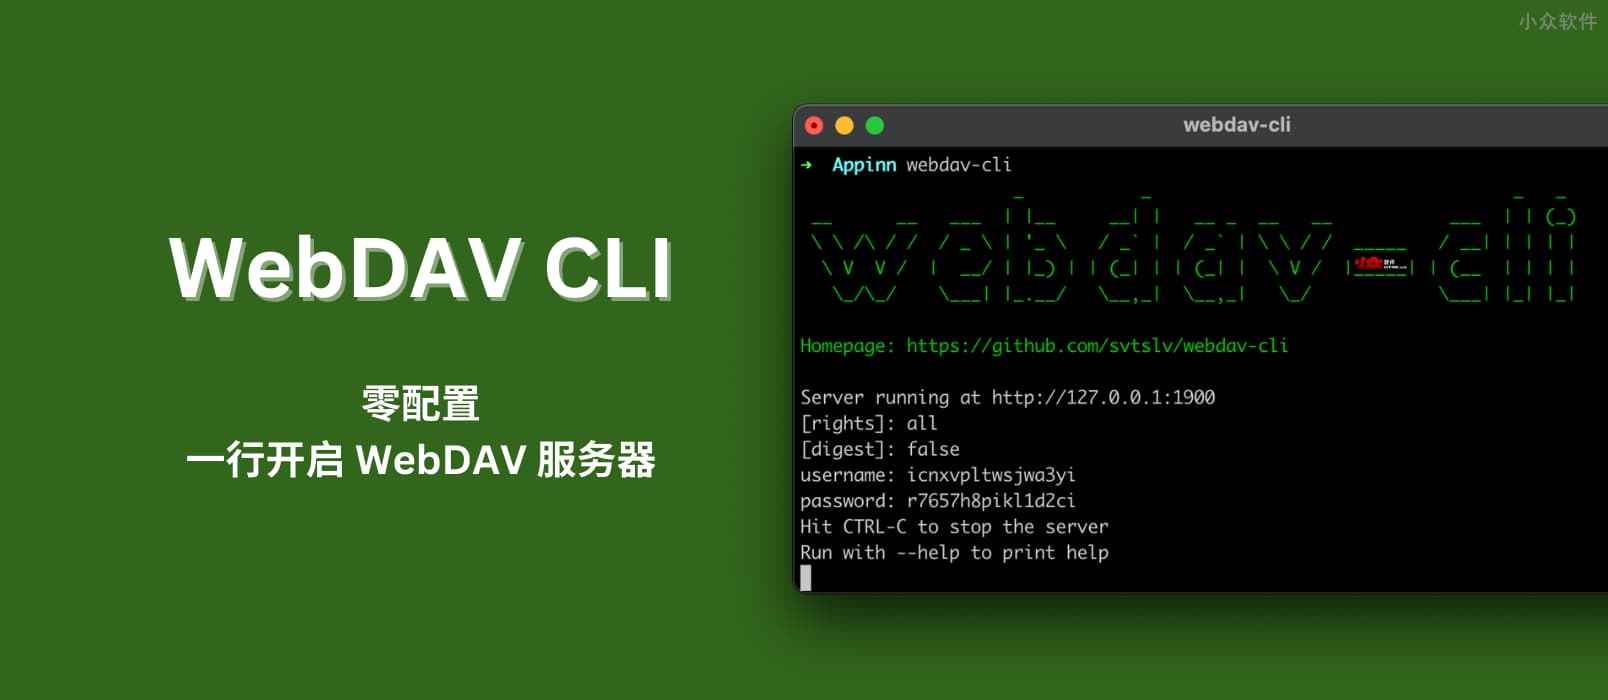 小众软件
WebDAV CLI
零配置
一行开启 WebDAV 服务器
webdav-cli
➜ Appinn webdav-cli
webdav-cli
Homepage: https://github.com/svtslv/webdav-cli
Server running at http://127.0.0.1:1900
[rights]: all
[digest]: false
username: icnxvpltwsjwa3yi
password: r7657h8pikl1d2ci
Hit CTRL-C to stop the server
Run with --help to print help